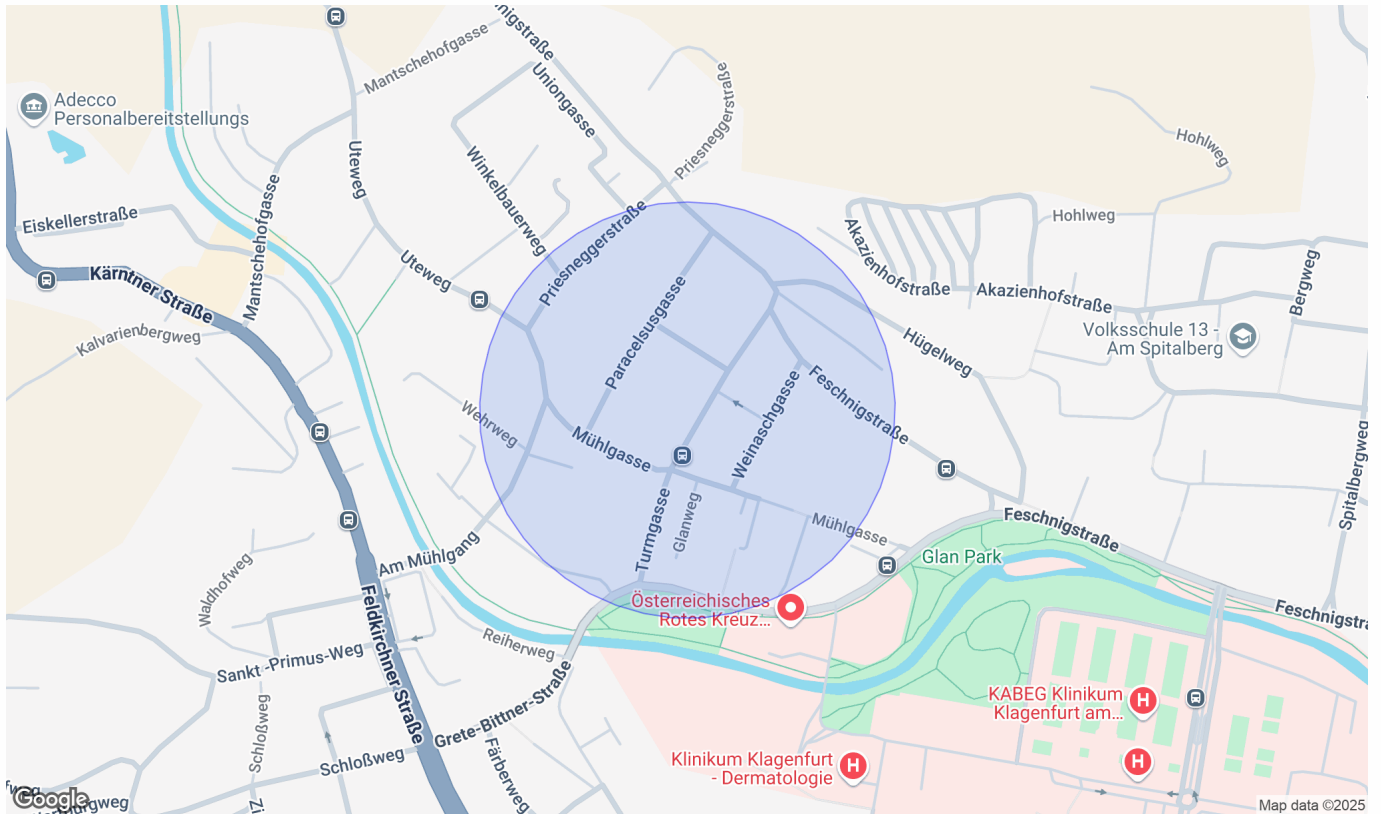 nigstraße
Mantschehofgasse
Uniongasse
Priesneggerstraße
Adecco
Personalbereitstellungs
Uteweg
Winkelbauerweg
Hohlweg
Mantschehofgasse
Eiskellerstraße
Priesneggerstraße
Hohlweg
Akazienhofstraße
Akazienhofstraße
Bergweg
Uteweg
Kärntner Straße
Kalvarienbergweg
Paracelsusgasse
Hügelweg
Volksschule 13 -
Am Spitalberg
Feschnigstraße
Weinaschgasse
Wehrweg
Mühlgasse
Spitalbergweg
Turmgasse
Glanweg
Mühlgasse
Feschnigstraße
Glan Park
Am Mühlgang
Waldhofweg
Feldkirchner Straße
Österreichisches
Rotes Kreuz...
Feschnigstra
Reiherweg
Sankt-Primus-Weg
Grete-Bittner-Straße
Schloßweg
KABEG Klinikum
Klagenfurt am...
H
Schloßweg
Färberweg
Klinikum Klagenfurt
- Dermatologie
H
H
Zi
Google
Map data ©2025